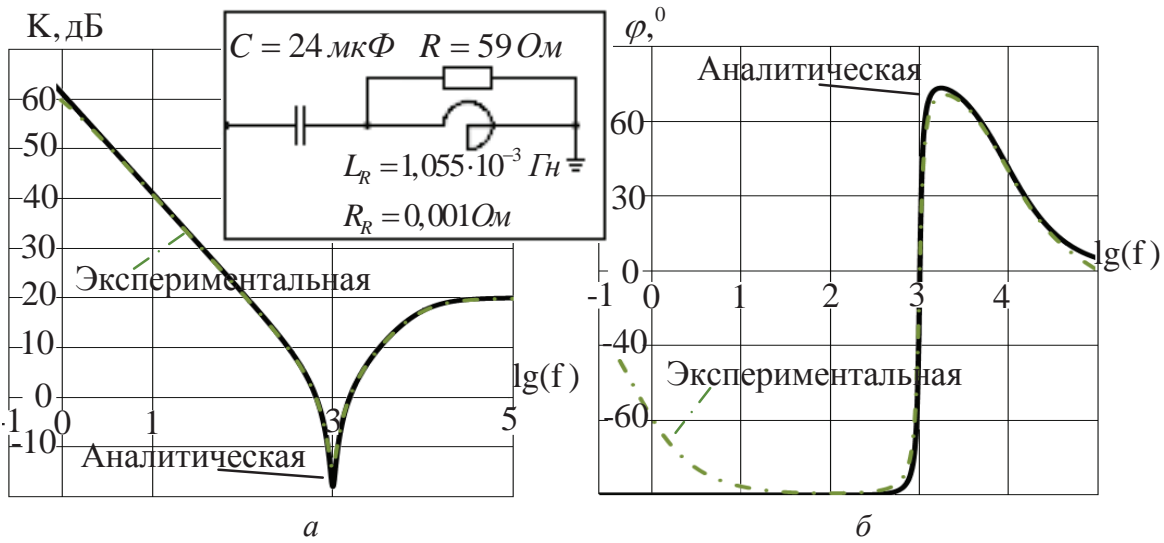 K, дБ
60
50
40
30
20
10
0
-10
-1
0
1
3
5
lg(f)
Экспериментальная
Аналитическая
а
C = 24 мкФ R = 59 Ом
L_R = 1,055·10⁻³ Гн
R_R = 0,001Ом
φ,⁰
60
30
0
-40
-60
-1
0
1
2
3
4
lg(f)
Аналитическая
Экспериментальная
б